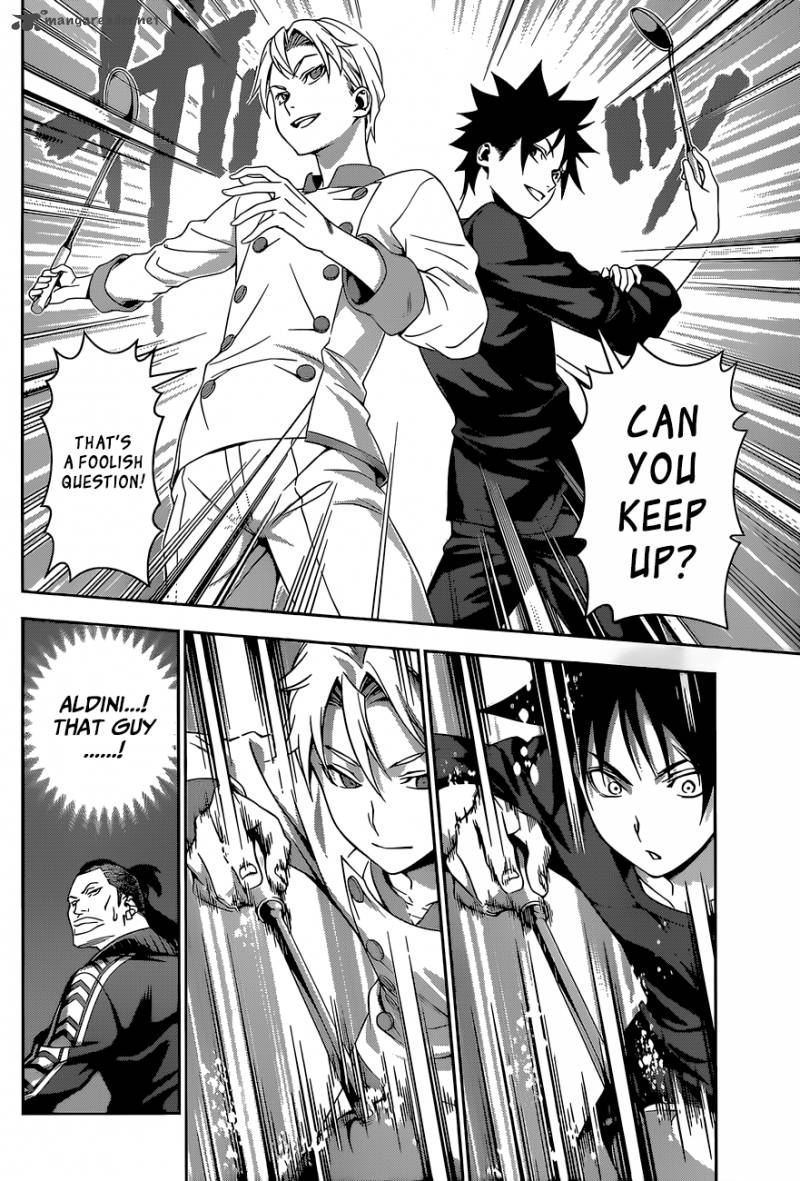 mangareader.net
CAN
YOU
KEEP
UP?
THAT'S
A FOOLISH
QUESTION!
ALDINI...!
THAT GUY
......!